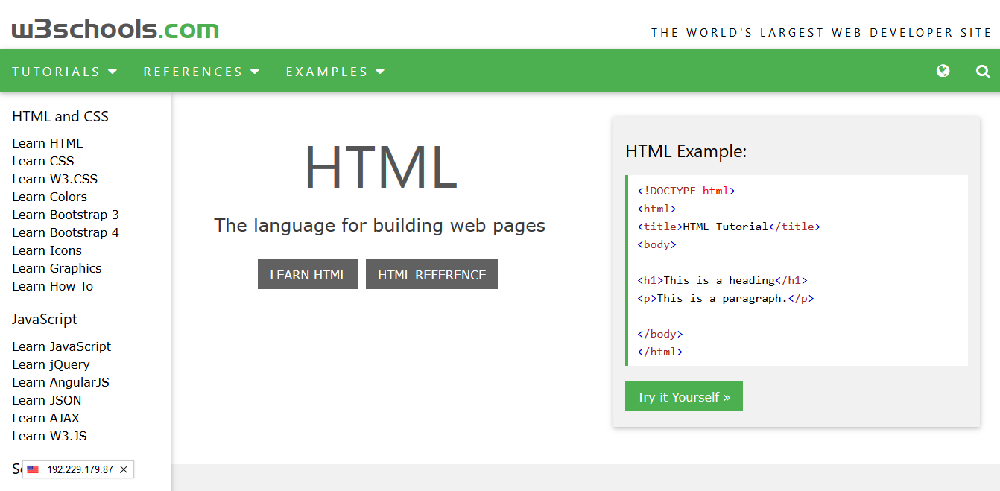 w3schools.com
THE WORLD'S LARGEST WEB DEVELOPER SITE
TUTORIALS REFERENCES EXAMPLES
HTML and CSS
Learn HTML
Learn CSS
Learn W3.CSS
Learn Colors
Learn Bootstrap 3
Learn Bootstrap 4
Learn Icons
Learn Graphics
Learn How To
JavaScript
Learn JavaScript
Learn jQuery
Learn AngularJS
Learn JSON
Learn AJAX
Learn W3.JS
192.229.179.87
HTML
The language for building web pages
LEARN HTML HTML REFERENCE
HTML Example:
<!DOCTYPE html>
<html>
<title>HTML Tutorial</title>
<body>
<h1>This is a heading</h1>
<p>This is a paragraph.</p>
</body>
</html>
Try it Yourself »